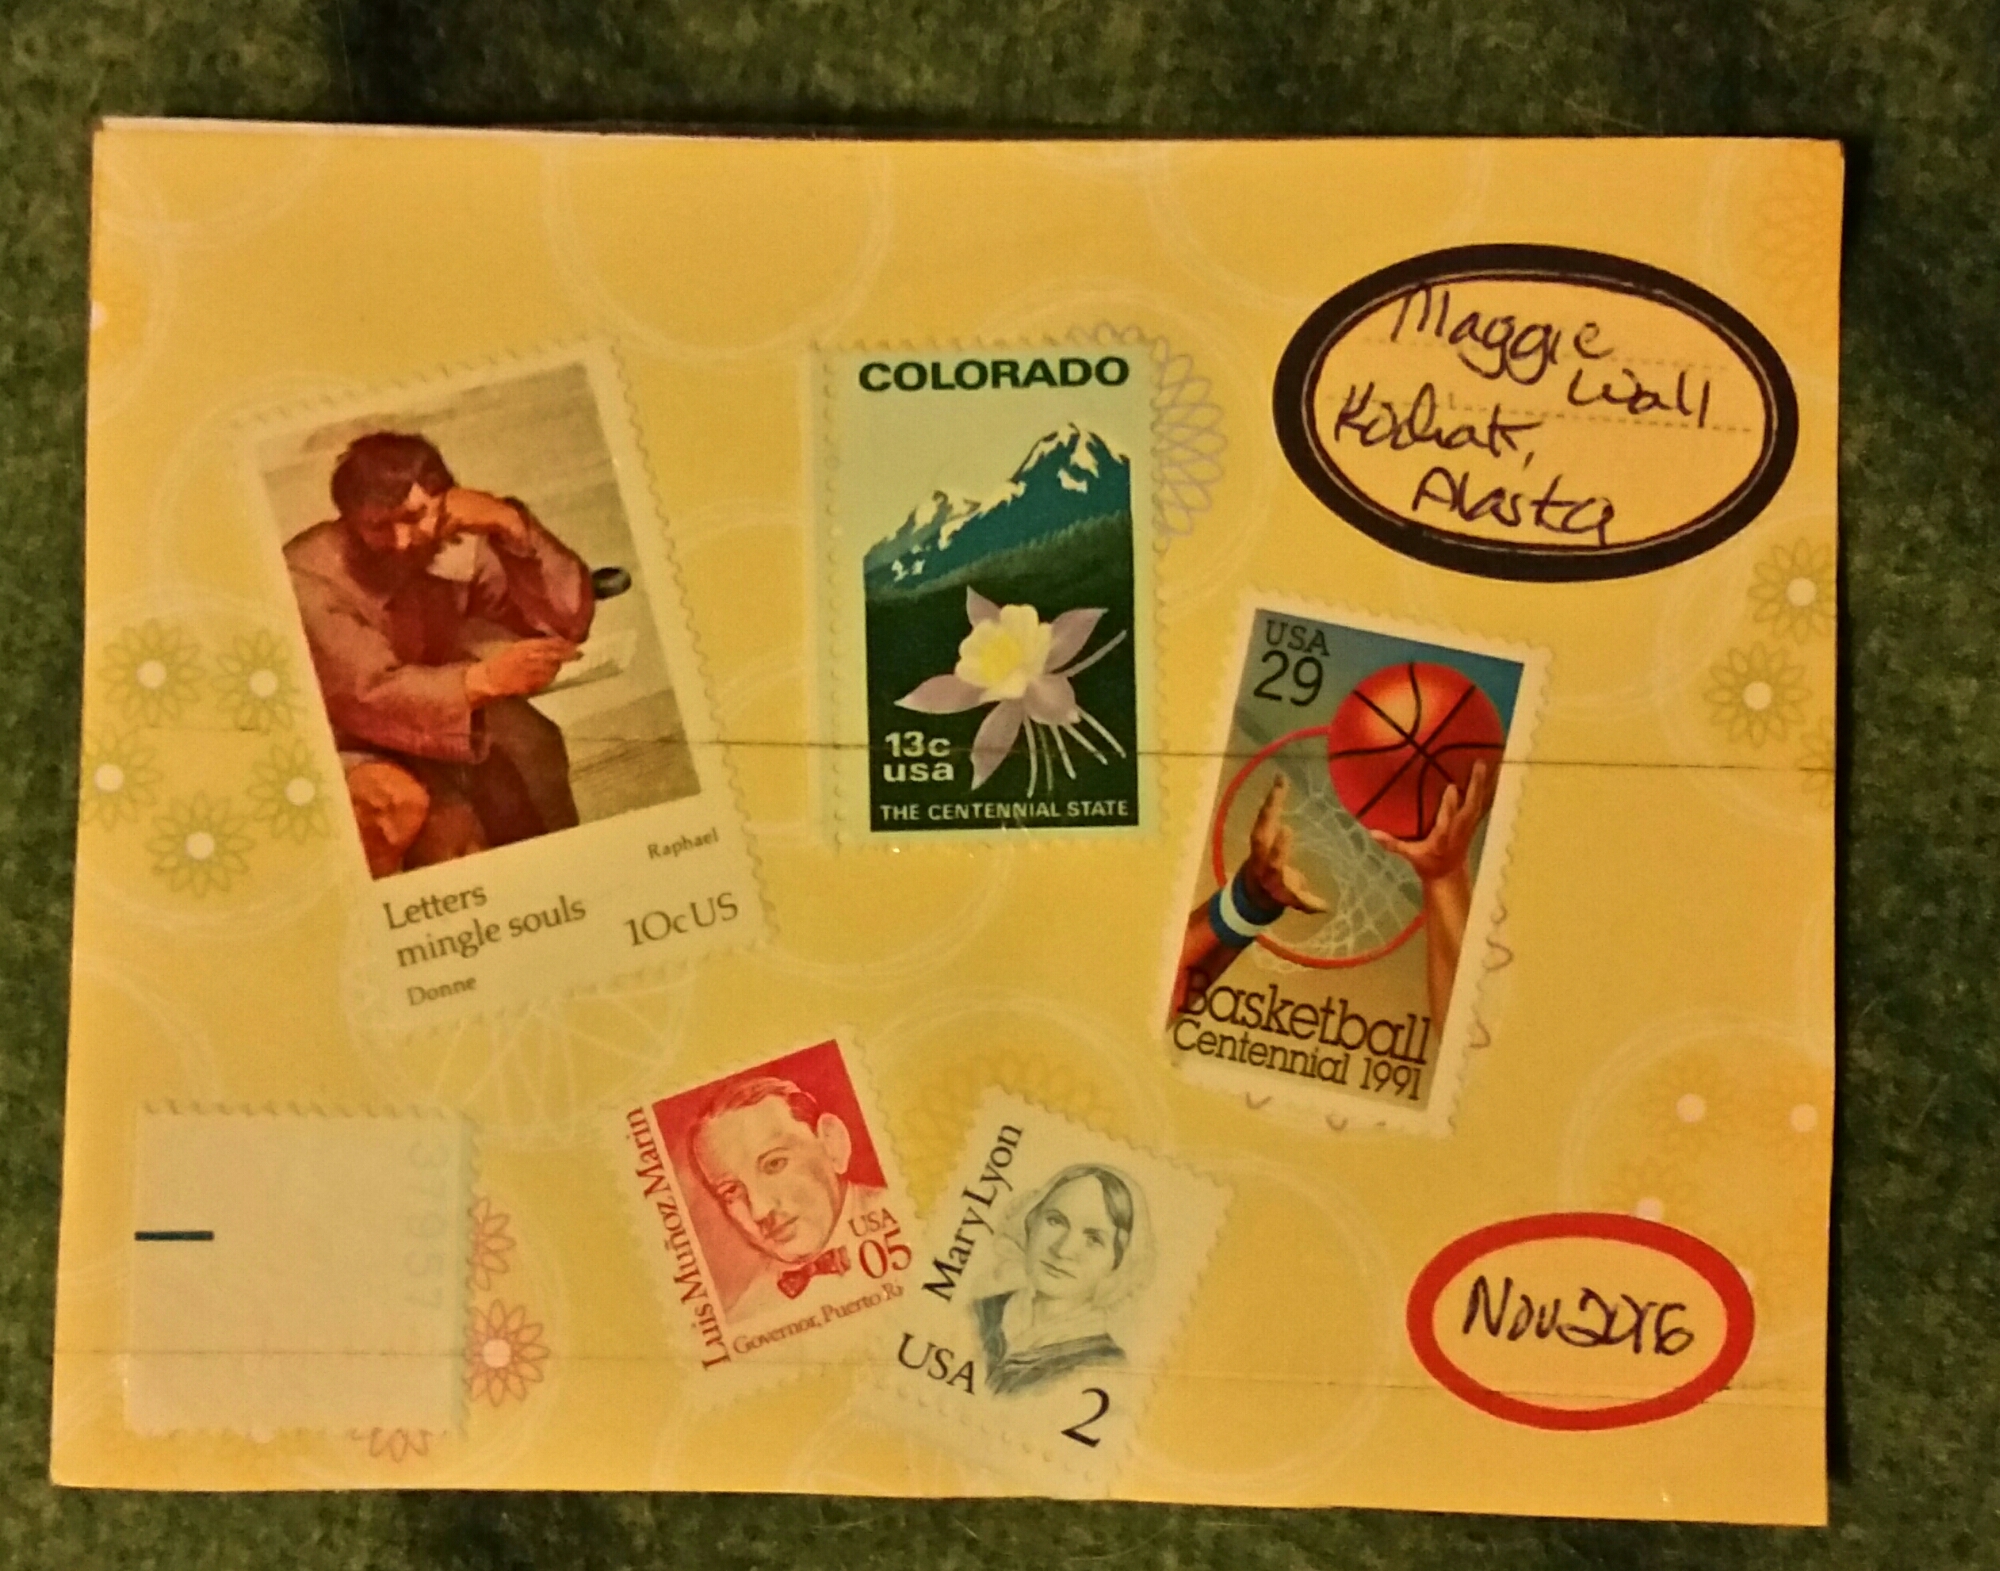 COLORADO
13c
usa
THE CENTENNIAL STATE
Maggie
Wall
Kodiak,
Alaska
Raphael
Letters
mingle souls
10c US
Donne
USA
29
Basketball
Centennial 1991
Luis Muñoz Marin
USA
05
Governor, Puerto Ri
Mary Lyon
USA
2
Nov 2016